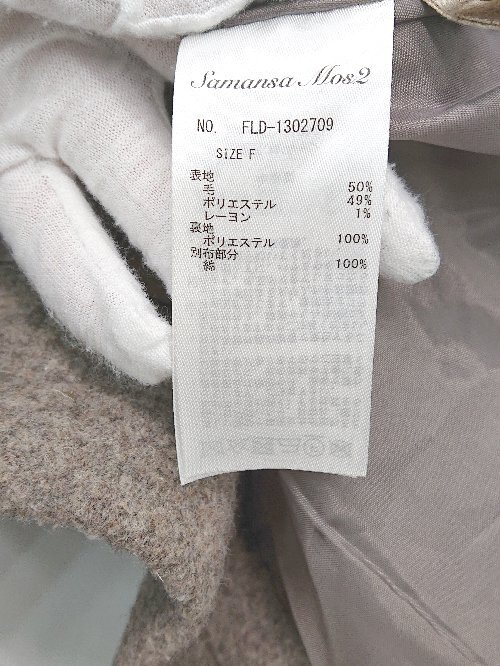 Samansa Mos2
NO. FLD-1302709
SIZE F
表地
毛 50%
ポリエステル 49%
レーヨン 1%
裏地
ポリエステル 100%
別布部分
綿 100%